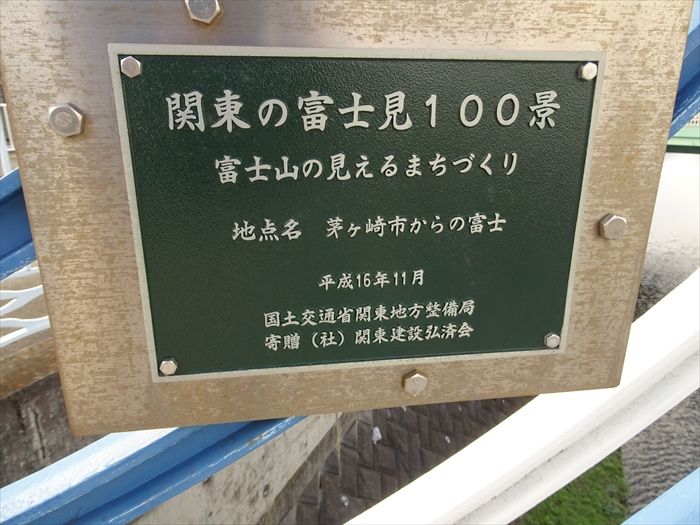 関東の富士見100景
富士山の見えるまちづくり
地点名　茅ヶ崎市からの富士
平成16年11月
国土交通省関東地方整備局
寄贈（社）関東建設弘済会